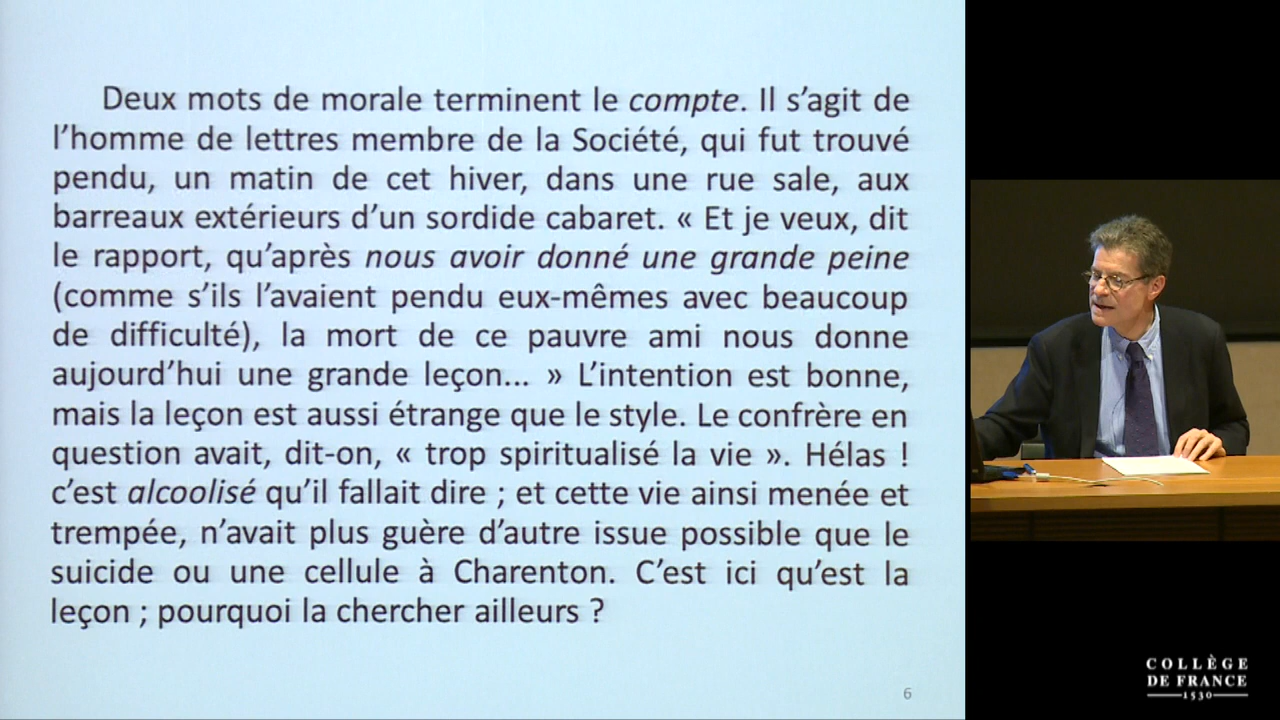 Deux mots de morale terminent le compte. Il s’agit de
l’homme de lettres membre de la Société, qui fut trouvé
pendu, un matin de cet hiver, dans une rue sale, aux
barreaux extérieurs d’un sordide cabaret. « Et je veux, dit
le rapport, qu’après nous avoir donné une grande peine
(comme s’ils l’avaient pendu eux-mêmes avec beaucoup
de difficulté), la mort de ce pauvre ami nous donne
aujourd’hui une grande leçon... » L’intention est bonne,
mais la leçon est aussi étrange que le style. Le confrère en
question avait, dit-on, « trop spiritualisé la vie ». Hélas !
c’est alcoolisé qu’il fallait dire ; et cette vie ainsi menée et
trempée, n’avait plus guère d’autre issue possible que le
suicide ou une cellule à Charenton. C’est ici qu’est la
leçon ; pourquoi la chercher ailleurs ?
6
COLLÈGE
DE FRANCE
1530